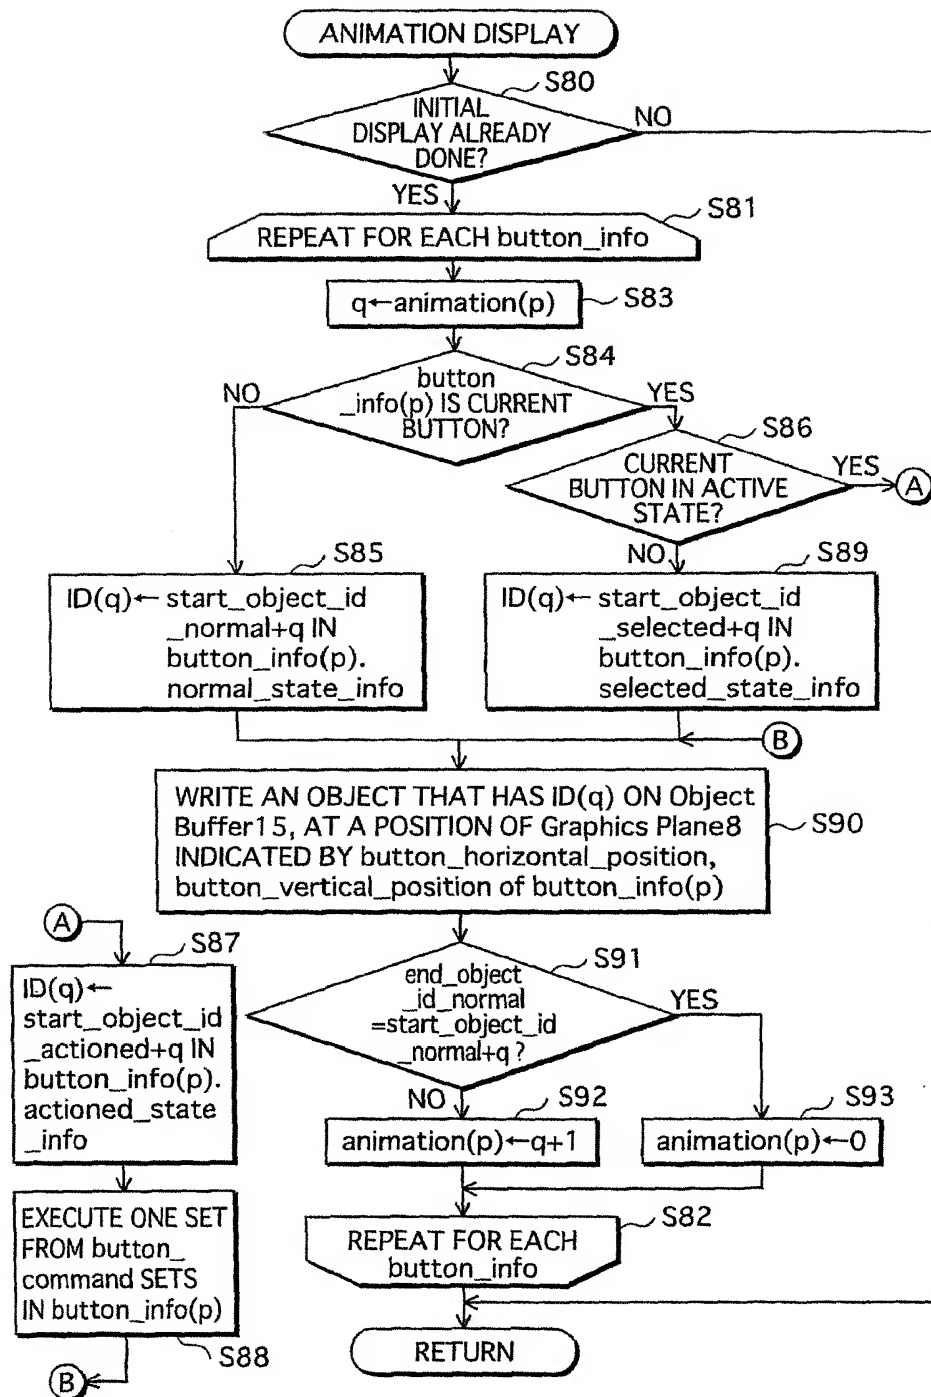 ANIMATION DISPLAY
S80
INITIAL
DISPLAY ALREADY
DONE?
NO
YES
S81
REPEAT FOR EACH button_info
q←animation(p)
S83
S84
button
_info(p) IS CURRENT
BUTTON?
NO
YES
S86
CURRENT
BUTTON IN ACTIVE
STATE?
YES
A
NO
S85
ID(q)← start_object_id
_normal+q IN
button_info(p).
normal_state_info
S89
ID(q)← start_object_id
_selected+q IN
button_info(p).
selected_state_info
B
WRITE AN OBJECT THAT HAS ID(q) ON Object
Buffer15, AT A POSITION OF Graphics Plane8
INDICATED BY button_horizontal_position,
button_vertical_position of button_info(p)
S90
A
S87
ID(q)←
start_object_id
_actioned+q IN
button_info(p).
actioned_state
_info
EXECUTE ONE SET
FROM button_
command SETS
IN button_info(p)
S88
B
S91
end_object
_id_normal
=start_object_id
_normal+q ?
YES
NO
S92
animation(p)←q+1
S93
animation(p)←0
S82
REPEAT FOR EACH
button_info
RETURN